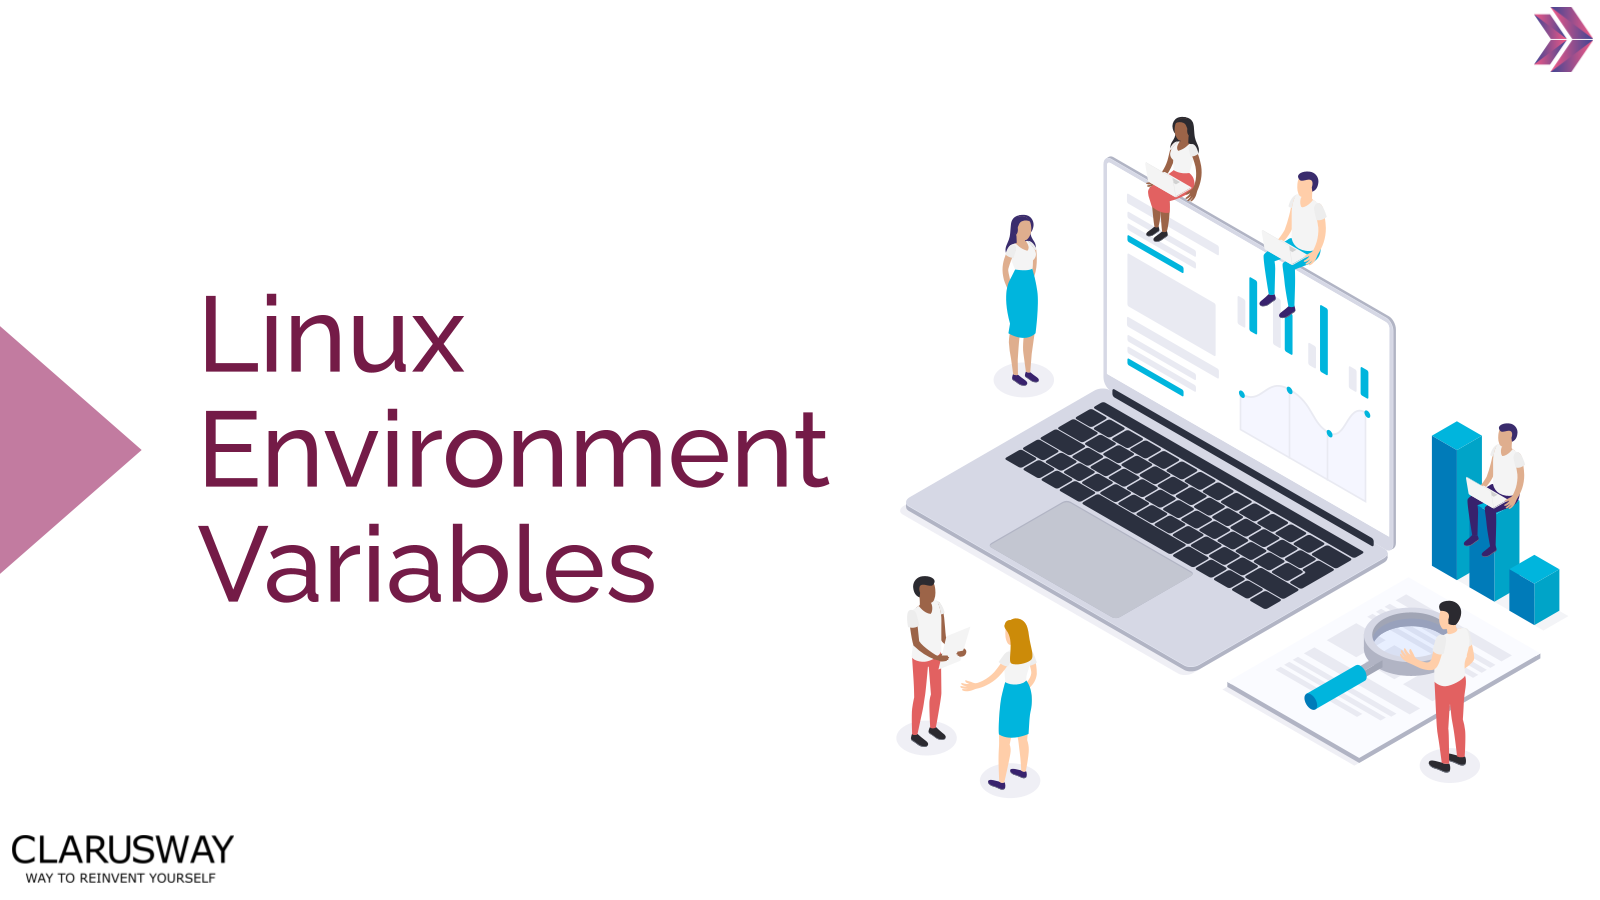 Linux
Environment
Variables
CLARUSWAY
WAY TO REINVENT YOURSELF